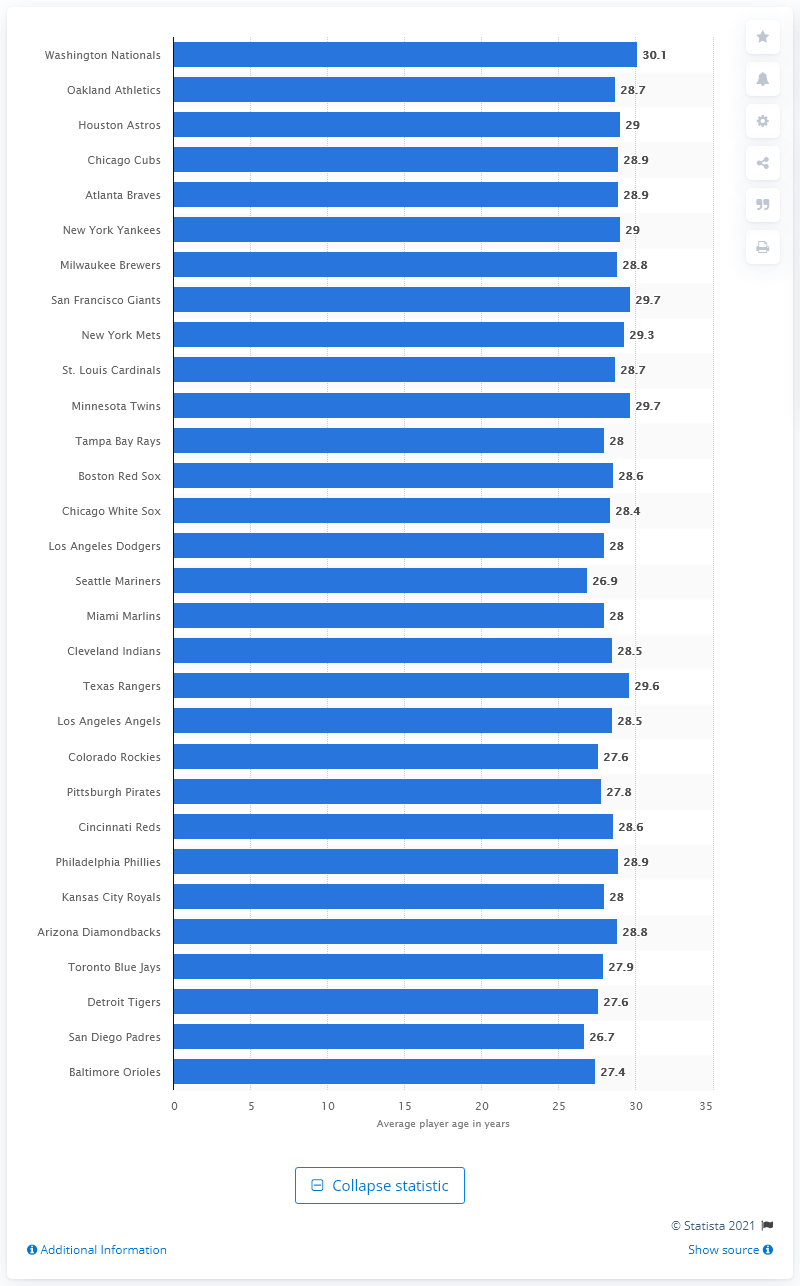 Washington Nationals 30.1
Oakland Athletics 28.7
Houston Astros 29
Chicago Cubs 28.9
Atlanta Braves 28.9
New York Yankees 29
Milwaukee Brewers 28.8
San Francisco Giants 29.7
New York Mets 29.3
St. Louis Cardinals 28.7
Minnesota Twins 29.7
Tampa Bay Rays 28
Boston Red Sox 28.6
Chicago White Sox 28.4
Los Angeles Dodgers 28
Seattle Mariners 26.9
Miami Marlins 28
Cleveland Indians 28.5
Texas Rangers 29.6
Los Angeles Angels 28.5
Colorado Rockies 27.6
Pittsburgh Pirates 27.8
Cincinnati Reds 28.6
Philadelphia Phillies 28.9
Kansas City Royals 28
Arizona Diamondbacks 28.8
Toronto Blue Jays 27.9
Detroit Tigers 27.6
San Diego Padres 26.7
Baltimore Orioles 27.4
0 5 10 15 20 25 30 35
Average player age in years
Collapse statistic
© Statista 2021
Additional Information Show source